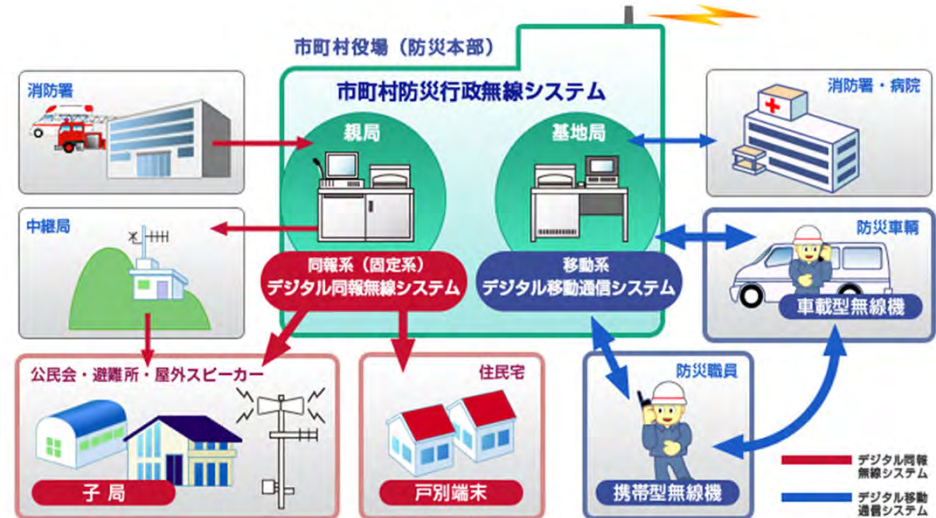 市町村役場（防災本部）
市町村防災行政無線システム
消防署
親局
基地局
消防署・病院
中継局
同報系（固定系）
デジタル同報無線システム
移動系
デジタル移動通信システム
防災車輌
車載型無線機
公民会・避難所・屋外スピーカー
子局
住民宅
戸別端末
防災職員
携帯型無線機
デジタル同報
無線システム
デジタル移動
通信システム